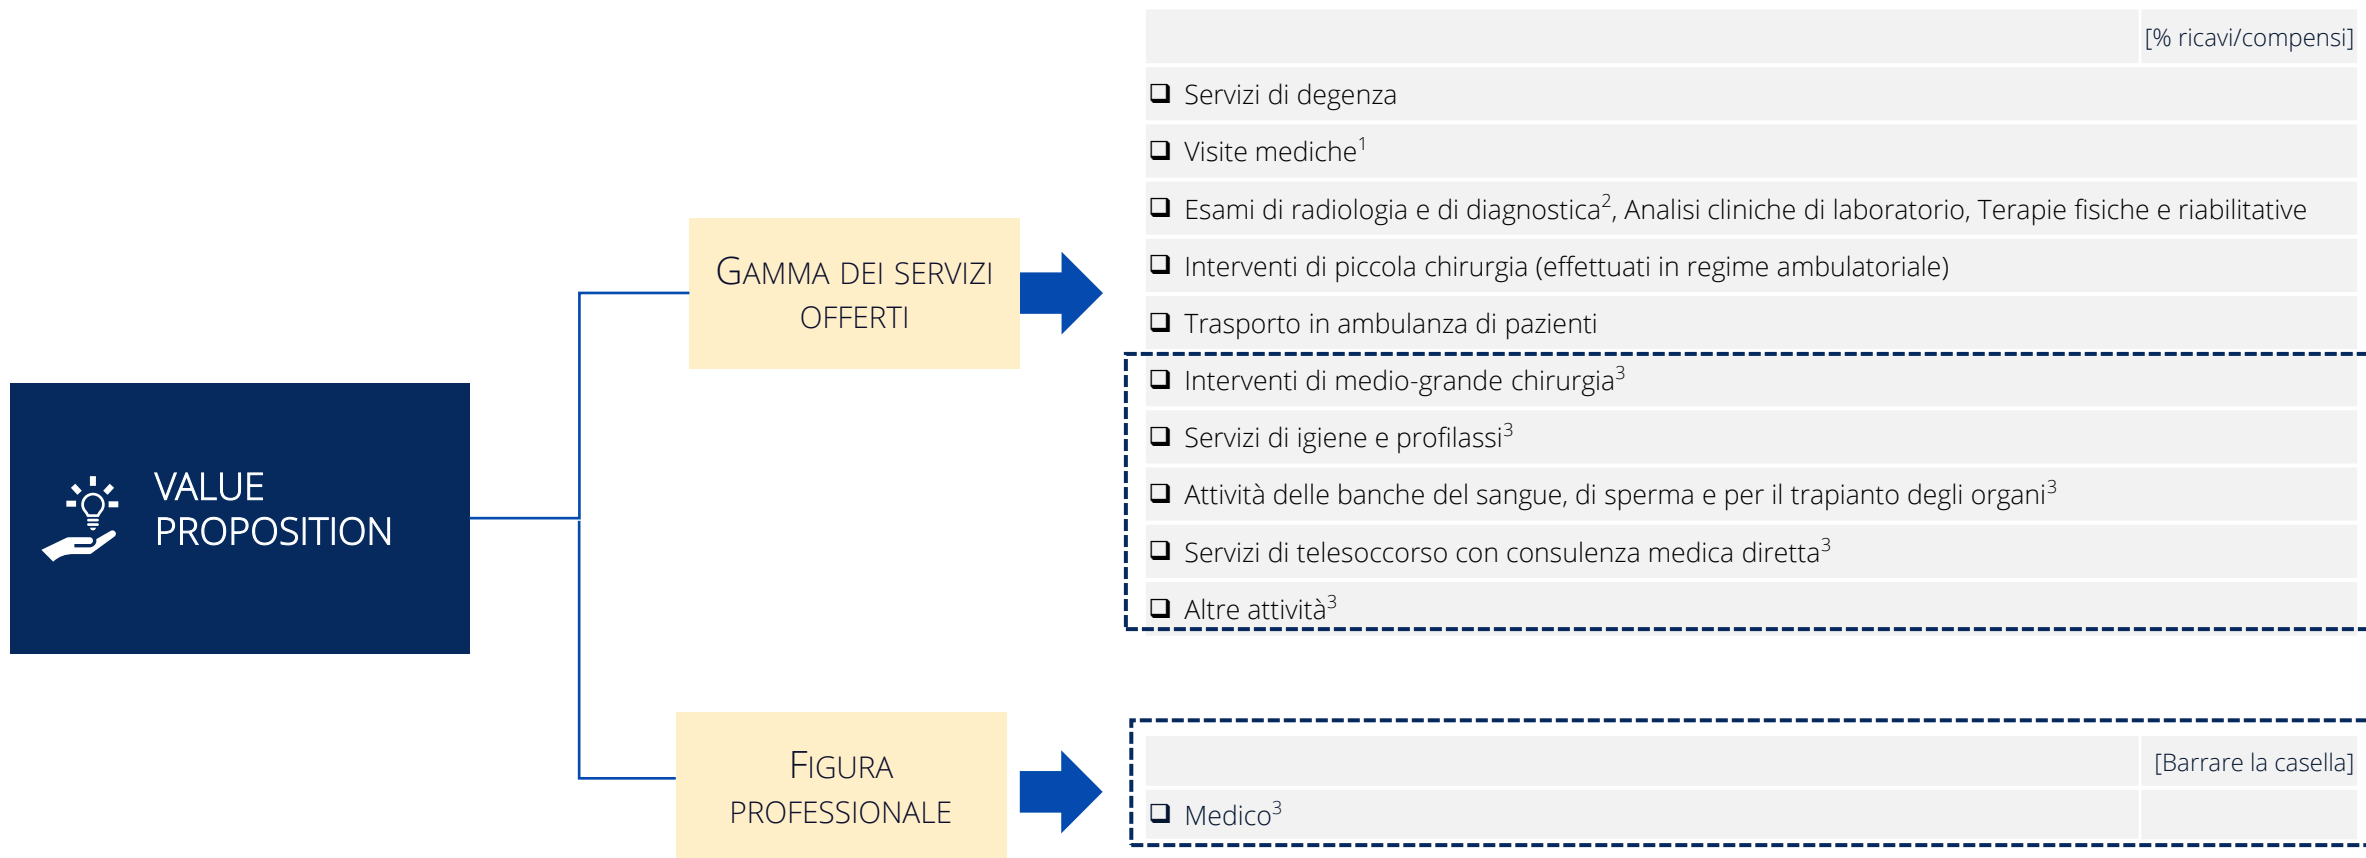 VALUE
PROPOSITION
GAMMA DEI SERVIZI
OFFERTI
[% ricavi/compensi]
❑ Servizi di degenza
❑ Visite mediche¹
❑ Esami di radiologia e di diagnostica², Analisi cliniche di laboratorio, Terapie fisiche e riabilitative
❑ Interventi di piccola chirurgia (effettuati in regime ambulatoriale)
❑ Trasporto in ambulanza di pazienti
❑ Interventi di medio-grande chirurgia³
❑ Servizi di igiene e profilassi³
❑ Attività delle banche del sangue, di sperma e per il trapianto degli organi³
❑ Servizi di telesoccorso con consulenza medica diretta³
❑ Altre attività³
FIGURA
PROFESSIONALE
[Barrare la casella]
❑ Medico³